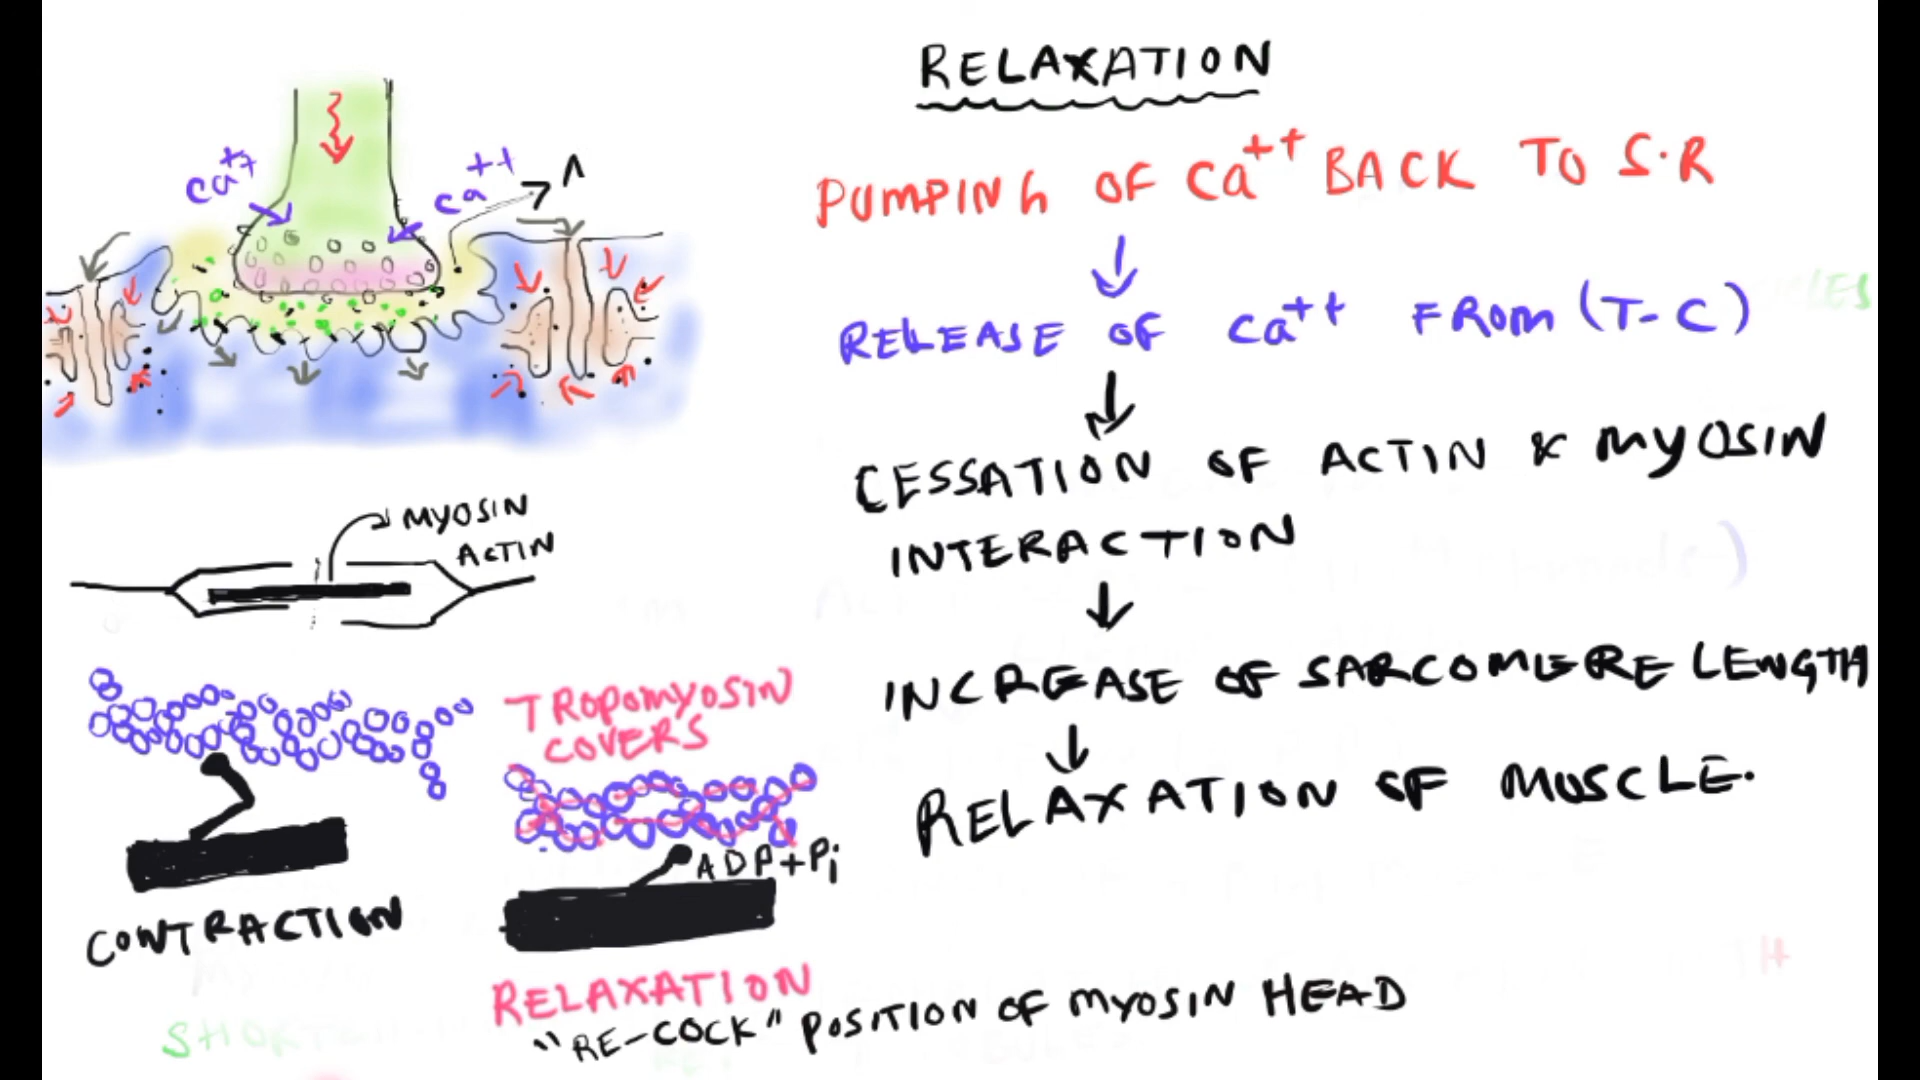 RELAXATION
PUMPING OF Ca++ BACK TO S.R
RELEASE OF Ca++ FROM (T-C)
CESSATION OF ACTIN & MYOSIN
INTERACTION
INCREASE OF SARCOMERE LENGTH
RELAXATION OF MUSCLE.
Ca++
Ca++
MYOSIN
ACTIN
TROPOMYOSIN
COVERS
ADP+Pi
CONTRACTION
RELAXATION
"RE-COCK" POSITION OF MYOSIN HEAD